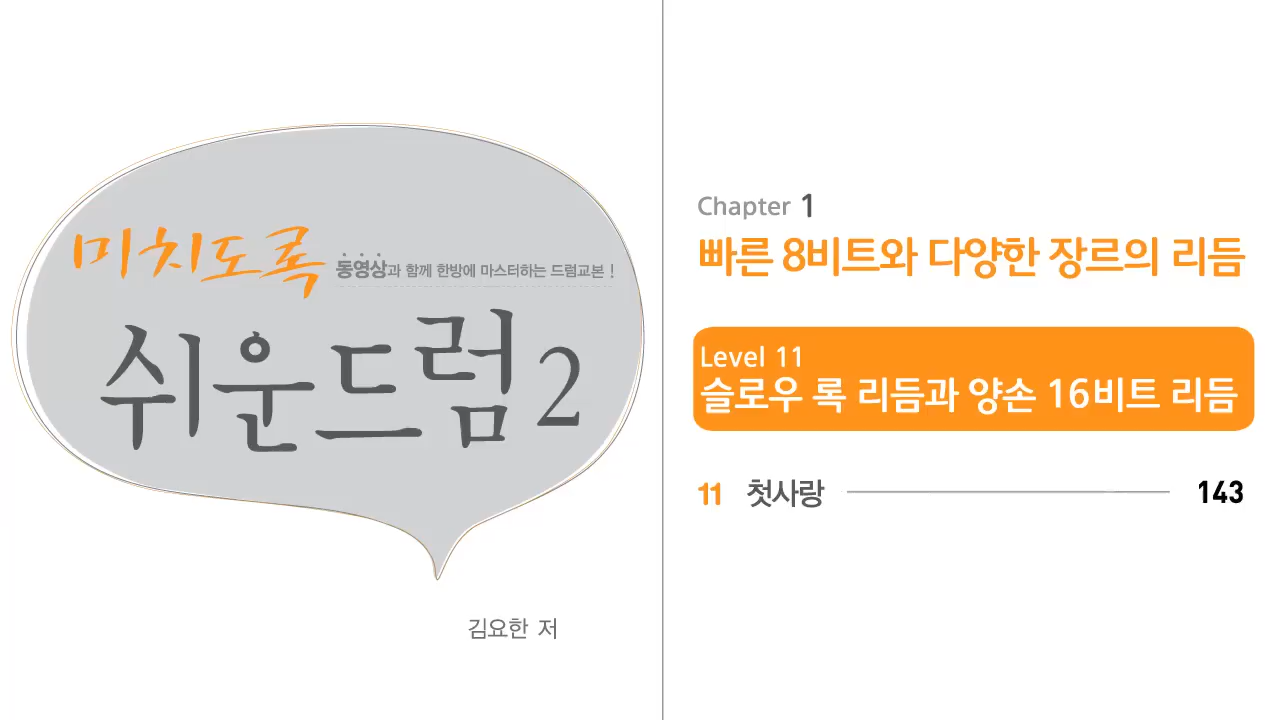 미치도록 동영상과 함께 한방에 마스터하는 드럼교본 !
쉬운드럼 2
김요한 저
Chapter 1
빠른 8비트와 다양한 장르의 리듬
Level 11
슬로우 록 리듬과 양손 16비트 리듬
11 첫사랑 143